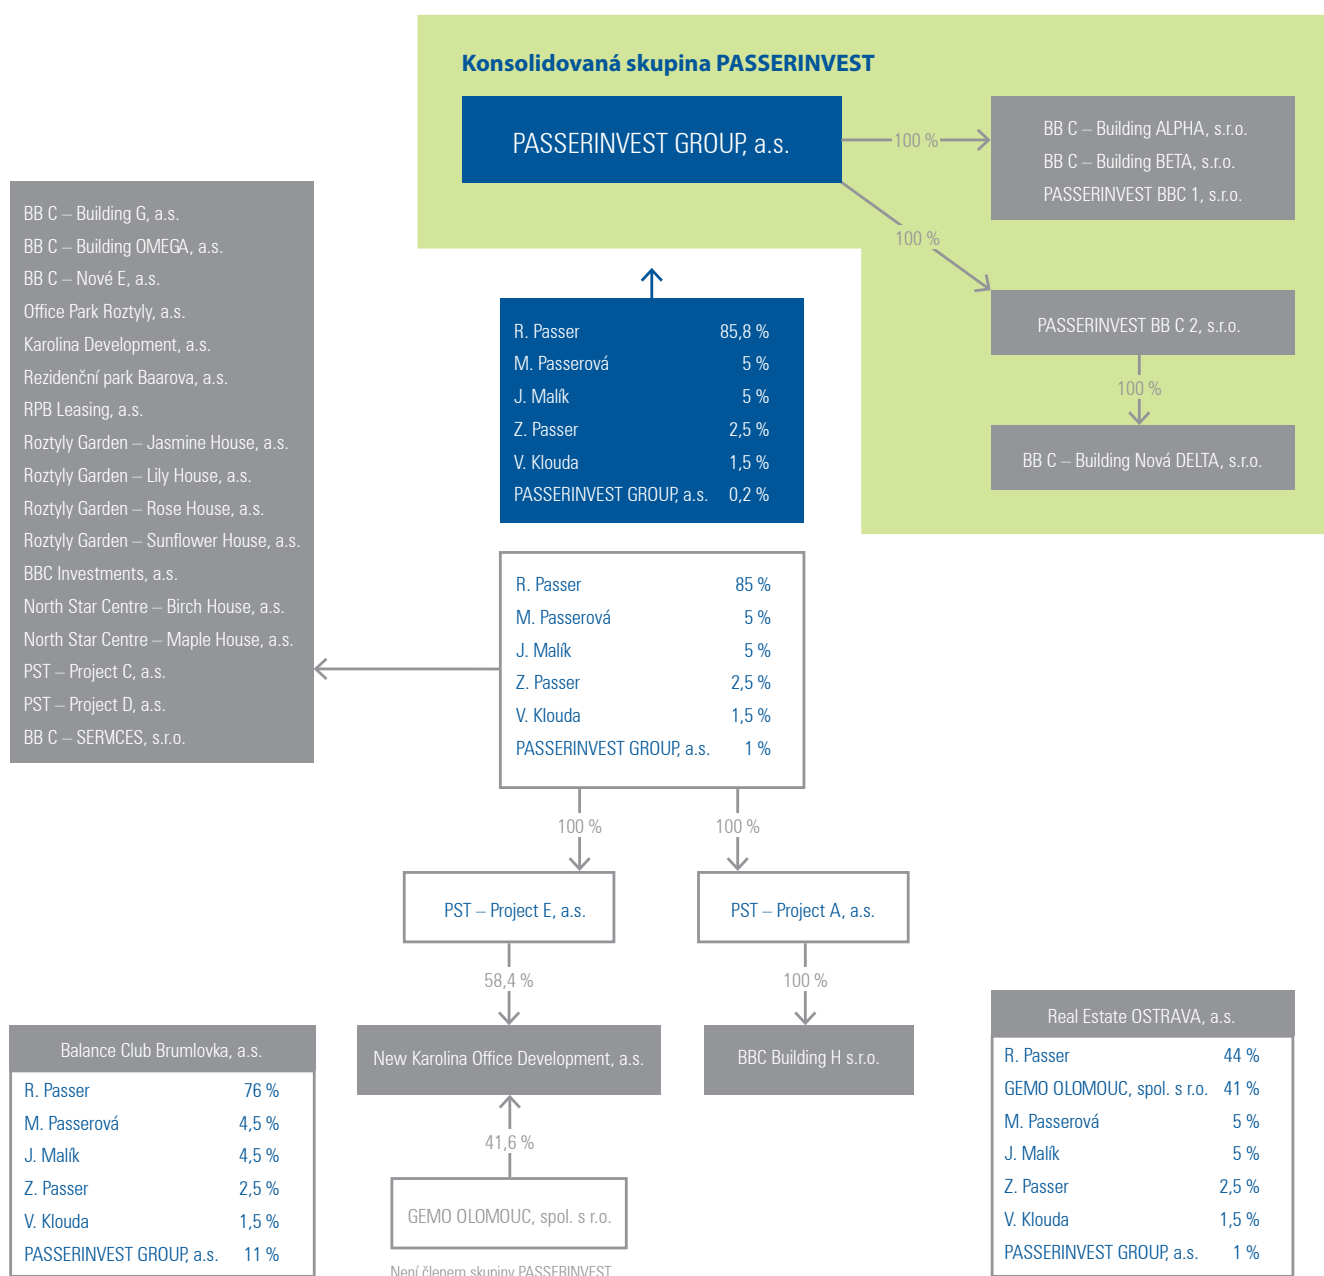 Konsolidovaná skupina PASSERINVEST
PASSERINVEST GROUP, a.s.
100 %
BB C – Building ALPHA, s.r.o.
BB C – Building BETA, s.r.o.
PASSERINVEST BBC 1, s.r.o.
100 %
PASSERINVEST BB C 2, s.r.o.
100 %
BB C – Building Nová DELTA, s.r.o.
BB C – Building G, a.s.
BB C – Building OMEGA, a.s.
BB C – Nové E, a.s.
Office Park Roztyly, a.s.
Karolina Development, a.s.
Rezidenční park Baarova, a.s.
RPB Leasing, a.s.
Roztyly Garden – Jasmine House, a.s.
Roztyly Garden – Lily House, a.s.
Roztyly Garden – Rose House, a.s.
Roztyly Garden – Sunflower House, a.s.
BBC Investments, a.s.
North Star Centre – Birch House, a.s.
North Star Centre – Maple House, a.s.
PST – Project C, a.s.
PST – Project D, a.s.
BB C – SERVICES, s.r.o.
R. Passer 85,8 %
M. Passerová 5 %
J. Malík 5 %
Z. Passer 2,5 %
V. Klouda 1,5 %
PASSERINVEST GROUP, a.s. 0,2 %
R. Passer 85 %
M. Passerová 5 %
J. Malík 5 %
Z. Passer 2,5 %
V. Klouda 1,5 %
PASSERINVEST GROUP, a.s. 1 %
100 %
100 %
PST – Project E, a.s.
PST – Project A, a.s.
58,4 %
100 %
New Karolina Office Development, a.s.
BBC Building H s.r.o.
41,6 %
GEMO OLOMOUC, spol. s r.o.
Není členem skupiny PASSERINVEST
Balance Club Brumlovka, a.s.
R. Passer 76 %
M. Passerová 4,5 %
J. Malík 4,5 %
Z. Passer 2,5 %
V. Klouda 1,5 %
PASSERINVEST GROUP, a.s. 11 %
Real Estate OSTRAVA, a.s.
R. Passer 44 %
GEMO OLOMOUC, spol. s r.o. 41 %
M. Passerová 5 %
J. Malík 5 %
Z. Passer 2,5 %
V. Klouda 1,5 %
PASSERINVEST GROUP, a.s. 1 %